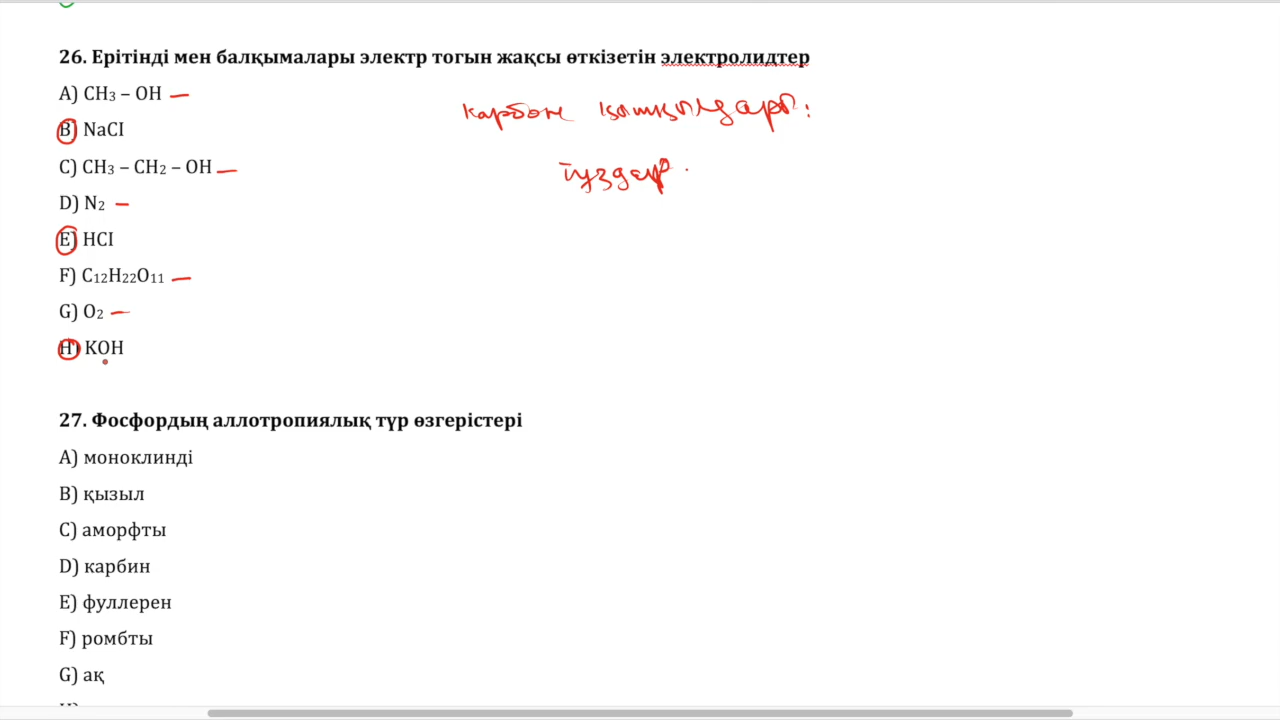 26. Ерітінді мен балқымалары электр тогын жақсы өткізетін электролидтер
A) CH₃ – OH
B) NaCI
C) CH₃ – CH₂ – OH
D) N₂
E) HCI
F) C₁₂H₂₂O₁₁
G) O₂
H) KOH
карбон қышқылдары:
тұздар
27. Фосфордың аллотропиялық түр өзгерістері
A) моноклинді
B) қызыл
C) аморфты
D) карбин
E) фуллерен
F) ромбты
G) ақ